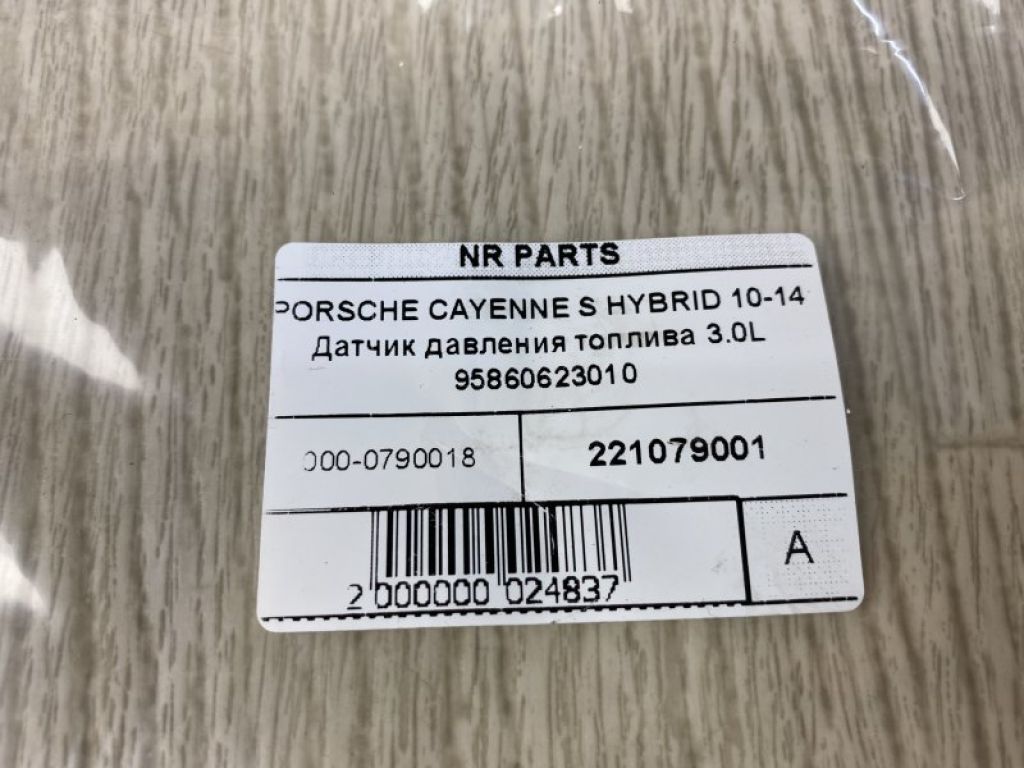 NR PARTS
PORSCHE CAYENNE S HYBRID 10-14
Датчик давления топлива 3.0L
95860623010
000-0790018
221079001
A
2 000000 024837